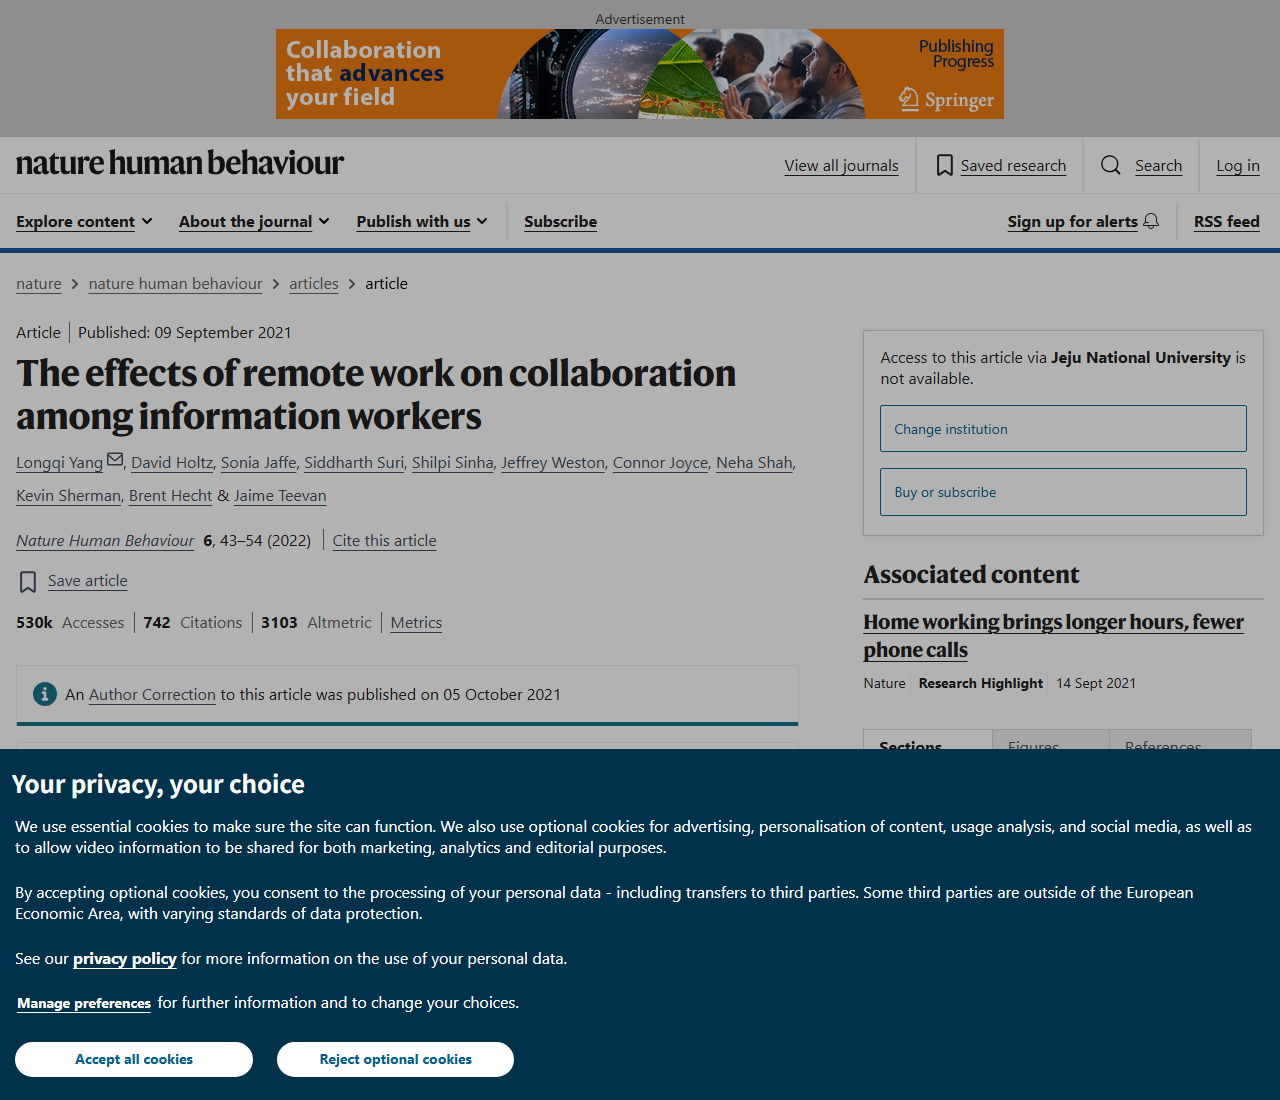 Advertisement
Collaboration
that advances
your field
Publishing
Progress
Springer
nature human behaviour
View all journals
Saved research
Search
Log in
Explore content
About the journal
Publish with us
Subscribe
Sign up for alerts
RSS feed
nature > nature human behaviour > articles > article
Article | Published: 09 September 2021
The effects of remote work on collaboration
among information workers
Longqi Yang, David Holtz, Sonia Jaffe, Siddharth Suri, Shilpi Sinha, Jeffrey Weston, Connor Joyce, Neha Shah,
Kevin Sherman, Brent Hecht & Jaime Teevan
Nature Human Behaviour 6, 43–54 (2022) | Cite this article
Save article
530k Accesses | 742 Citations | 3103 Altmetric | Metrics
An Author Correction to this article was published on 05 October 2021
Access to this article via Jeju National University is
not available.
Change institution
Buy or subscribe
Associated content
Home working brings longer hours, fewer
phone calls
Nature | Research Highlight | 14 Sept 2021
Sections
Figures
References
Your privacy, your choice
We use essential cookies to make sure the site can function. We also use optional cookies for advertising, personalisation of content, usage analysis, and social media, as well as
to allow video information to be shared for both marketing, analytics and editorial purposes.
By accepting optional cookies, you consent to the processing of your personal data - including transfers to third parties. Some third parties are outside of the European
Economic Area, with varying standards of data protection.
See our privacy policy for more information on the use of your personal data.
Manage preferences for further information and to change your choices.
Accept all cookies
Reject optional cookies